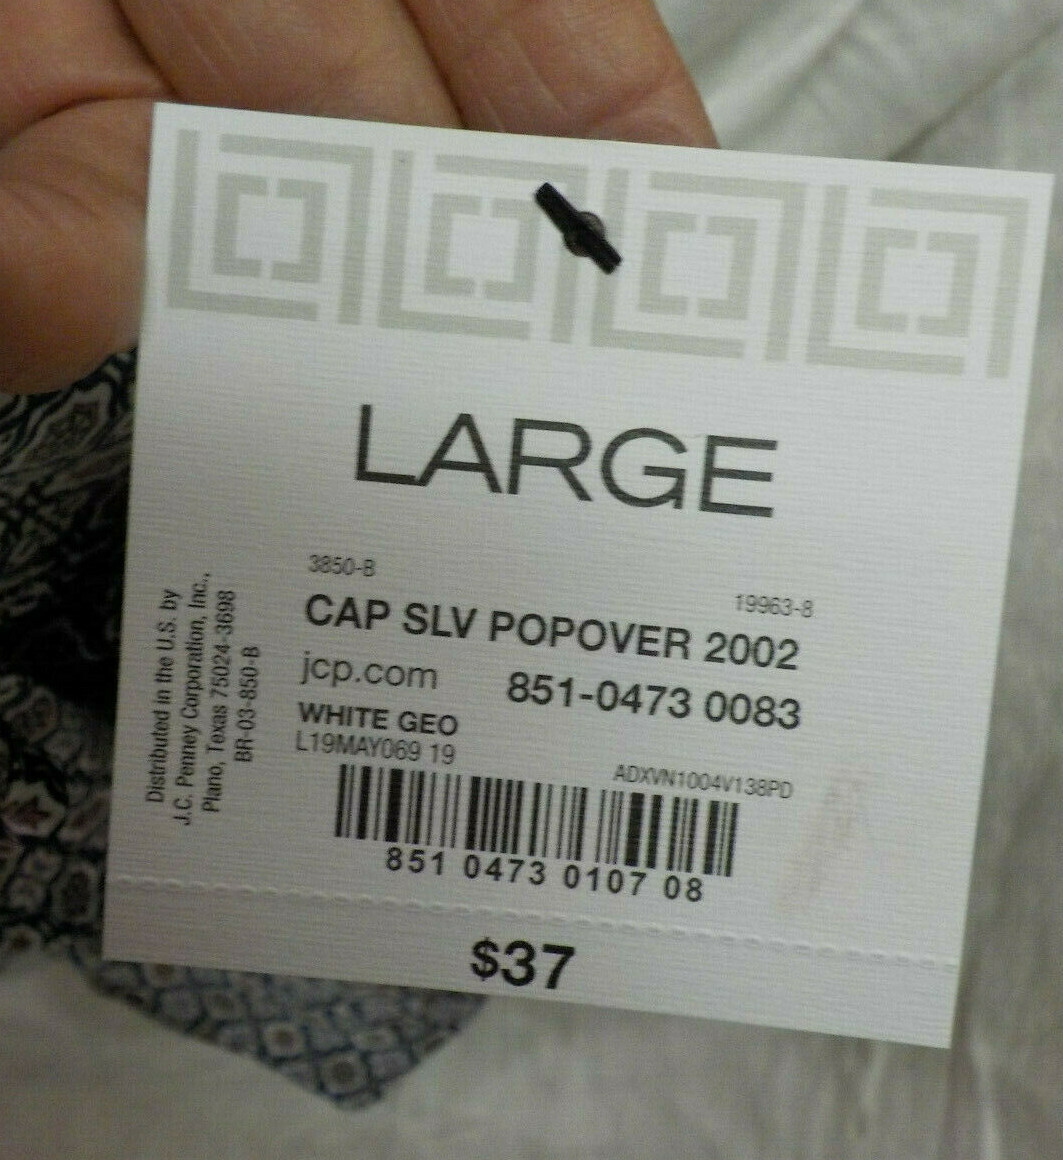 LARGE
3850-B
19963-8
CAP SLV POPOVER 2002
jcp.com 851-0473 0083
WHITE GEO
L19MAY069 19
ADXVN1004V138PD
851 0473 0107 08
$37
Distributed in the U.S. by
J.C. Penney Corporation, Inc.,
Plano, Texas 75024-3698
BR-03-850-B